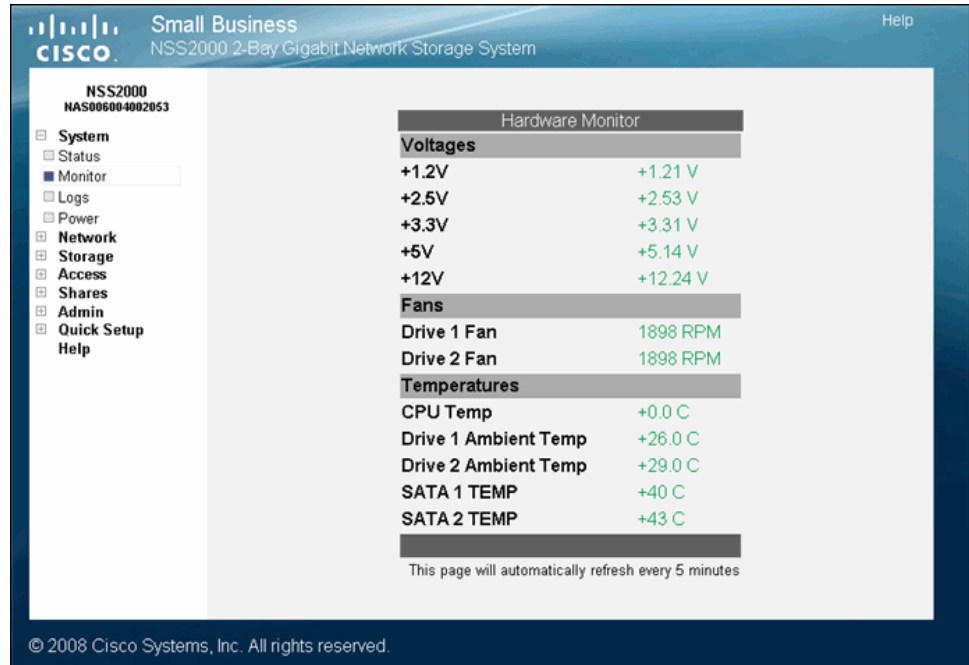 CISCO.
Small Business
NSS2000 2-Bay Gigabit Network Storage System
Help
NSS2000
NAS006004002053
System
Status
Monitor
Logs
Power
Network
Storage
Access
Shares
Admin
Quick Setup
Help
Hardware Monitor
Voltages
+1.2V +1.21 V
+2.5V +2.53 V
+3.3V +3.31 V
+5V +5.14 V
+12V +12.24 V
Fans
Drive 1 Fan 1898 RPM
Drive 2 Fan 1898 RPM
Temperatures
CPU Temp +0.0 C
Drive 1 Ambient Temp +26.0 C
Drive 2 Ambient Temp +29.0 C
SATA 1 TEMP +40 C
SATA 2 TEMP +43 C
This page will automatically refresh every 5 minutes
© 2008 Cisco Systems, Inc. All rights reserved.